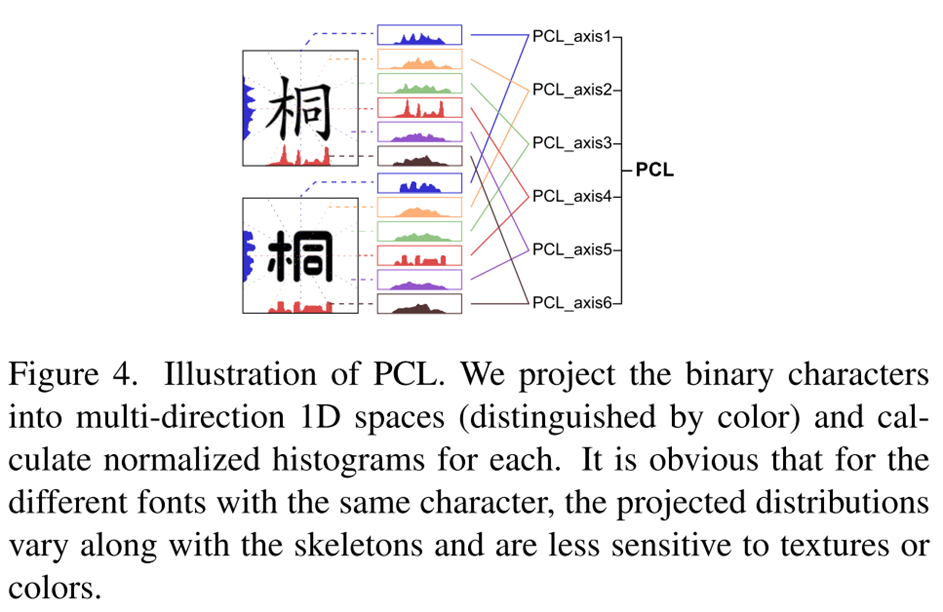 桐
桐
PCL_axis1
PCL_axis2
PCL_axis3
PCL_axis4
PCL_axis5
PCL_axis6
PCL
Figure 4. Illustration of PCL. We project the binary characters
into multi-direction 1D spaces (distinguished by color) and cal-
culate normalized histograms for each. It is obvious that for the
different fonts with the same character, the projected distributions
vary along with the skeletons and are less sensitive to textures or
colors.